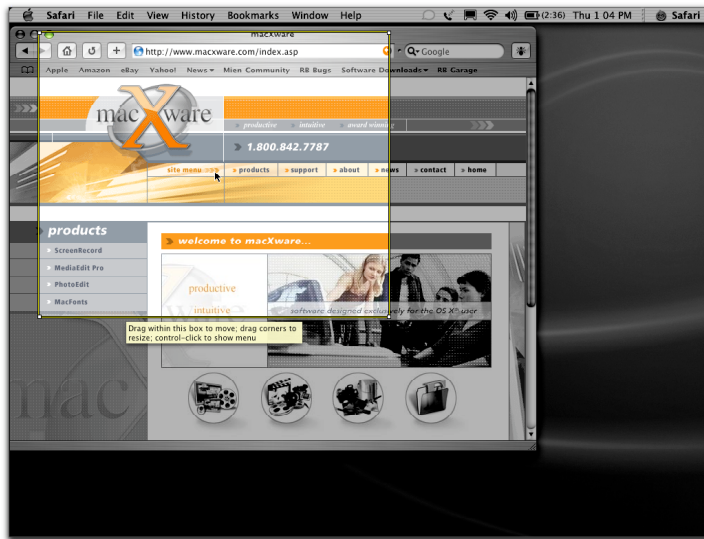 Safari File Edit View History Bookmarks Window Help (2:36) Thu 1 04 PM Safari
macXware
http://www.macxware.com/index.asp Google
Apple Amazon eBay Yahoo! News Mien Community RB Bugs Software Downloads RB Garage
macXware
» productive » intuitive » award winning
1.800.842.7787
site menu » products » support » about » news » contact » home
products
ScreenRecord
MediaEdit Pro
PhotoEdit
MacFonts
welcome to macXware...
productive
intuitive
software designed exclusively for the OS X® user
Drag within this box to move; drag corners to
resize; control-click to show menu
mac